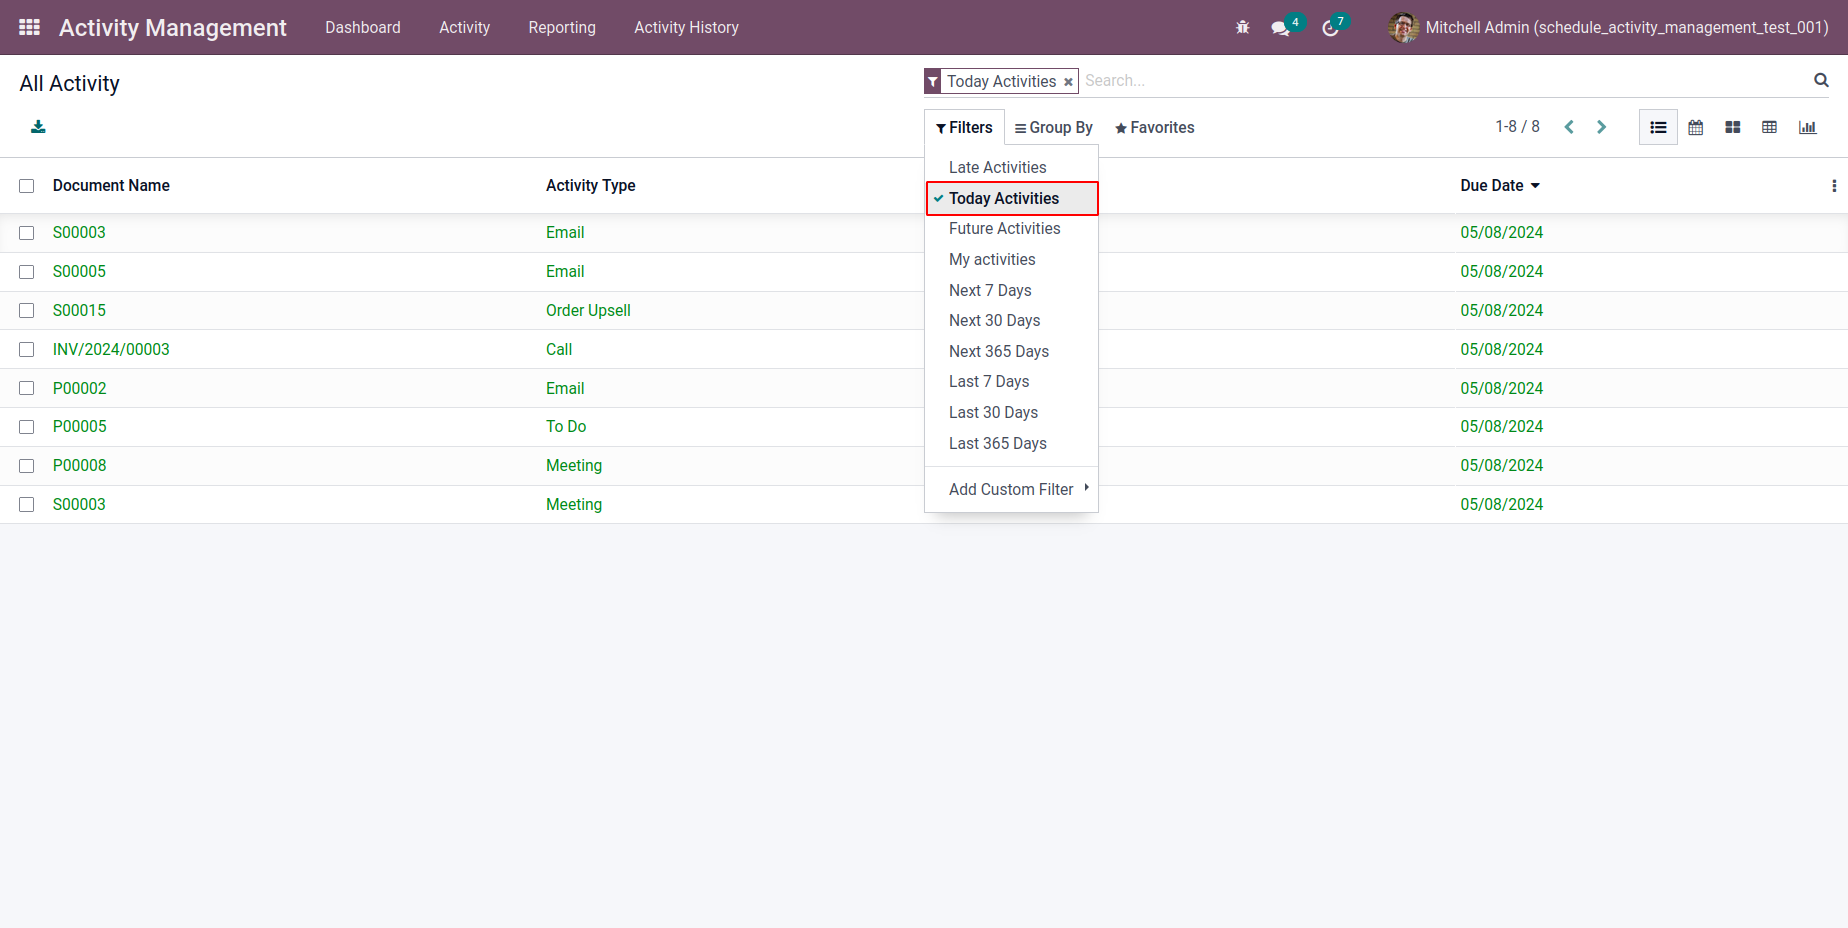 Activity Management Dashboard Activity Reporting Activity History 4 7 Mitchell Admin (schedule_activity_management_test_001)
All Activity
Today Activities Search...
Filters Group By Favorites 1-8 / 8
Document Name Activity Type Due Date
S00003 Email 05/08/2024
S00005 Email 05/08/2024
S00015 Order Upsell 05/08/2024
INV/2024/00003 Call 05/08/2024
P00002 Email 05/08/2024
P00005 To Do 05/08/2024
P00008 Meeting 05/08/2024
S00003 Meeting 05/08/2024
Late Activities
Today Activities
Future Activities
My activities
Next 7 Days
Next 30 Days
Next 365 Days
Last 7 Days
Last 30 Days
Last 365 Days
Add Custom Filter